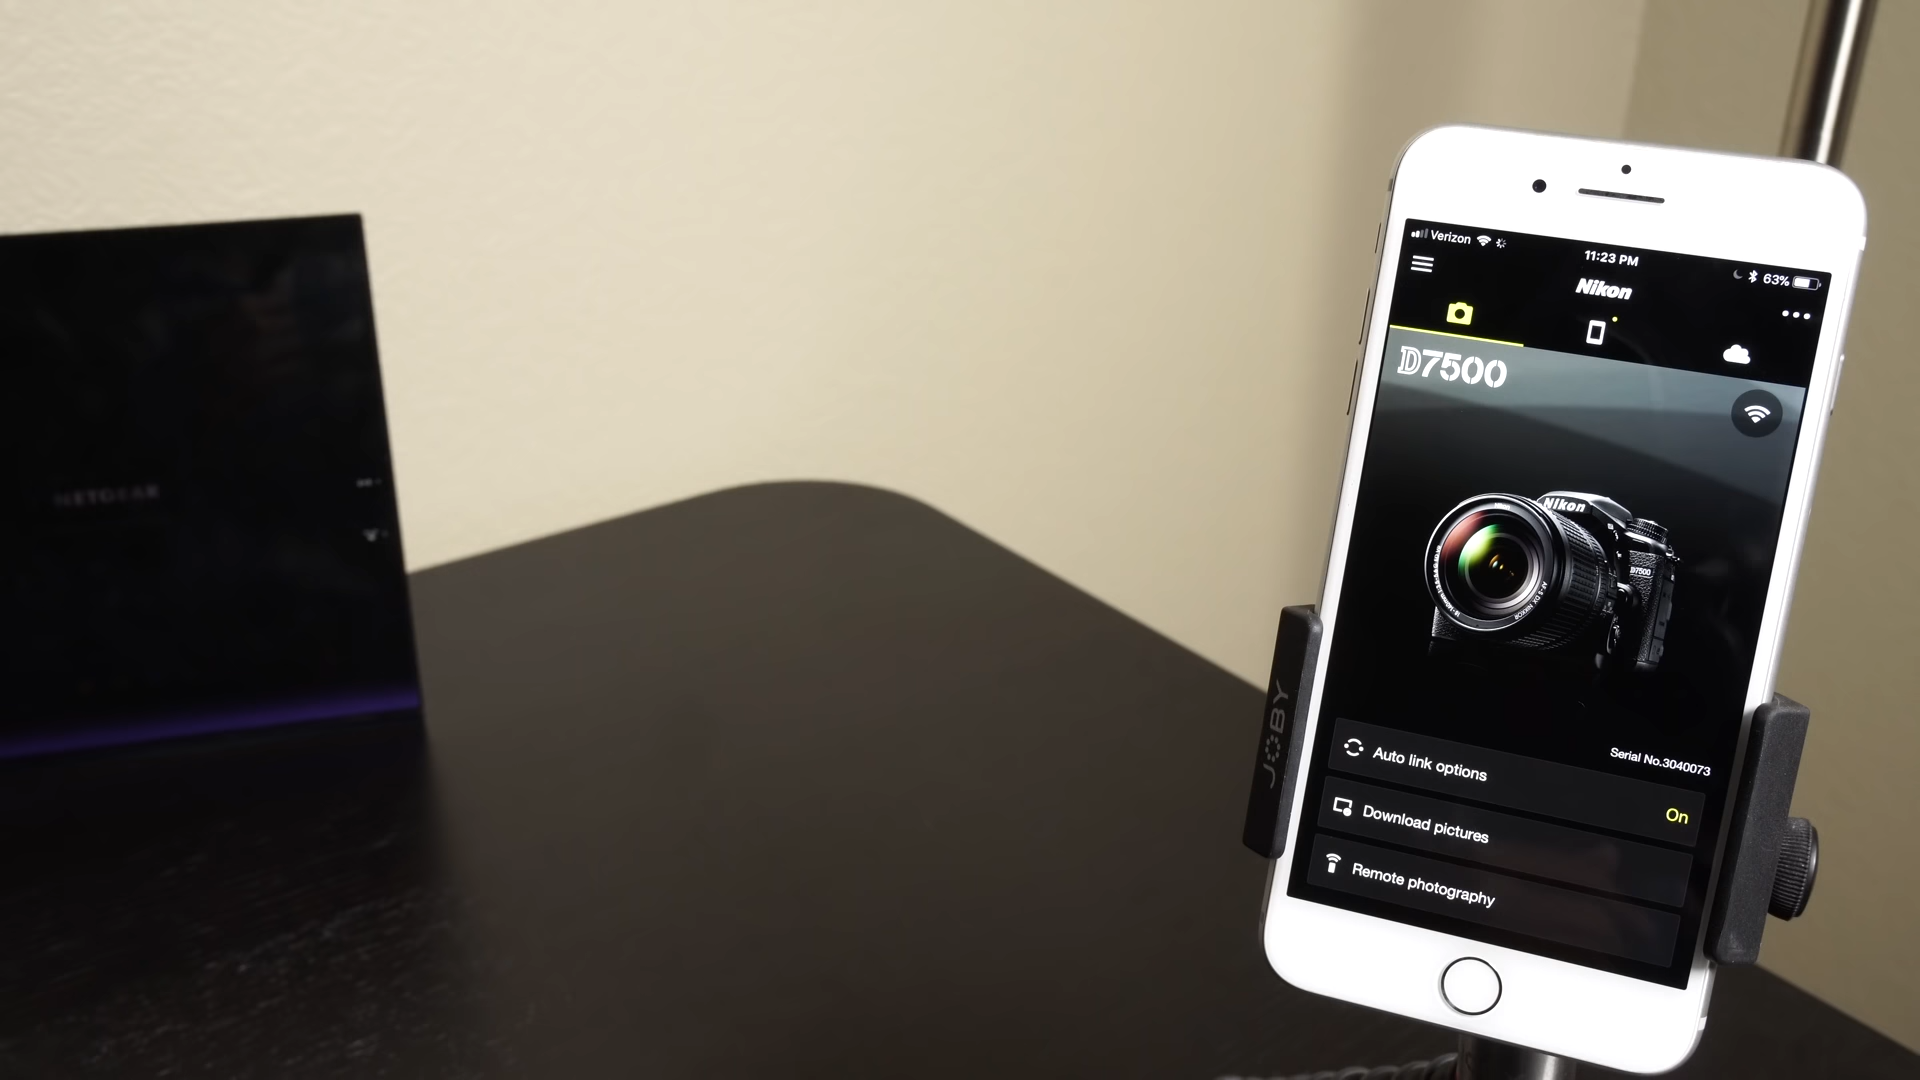 NETGEAR
Verizon
11:23 PM
63%
Nikon
D7500
Nikon
D7500
Serial No.3040073
Auto link options
On
Download pictures
Remote photography
JOBY